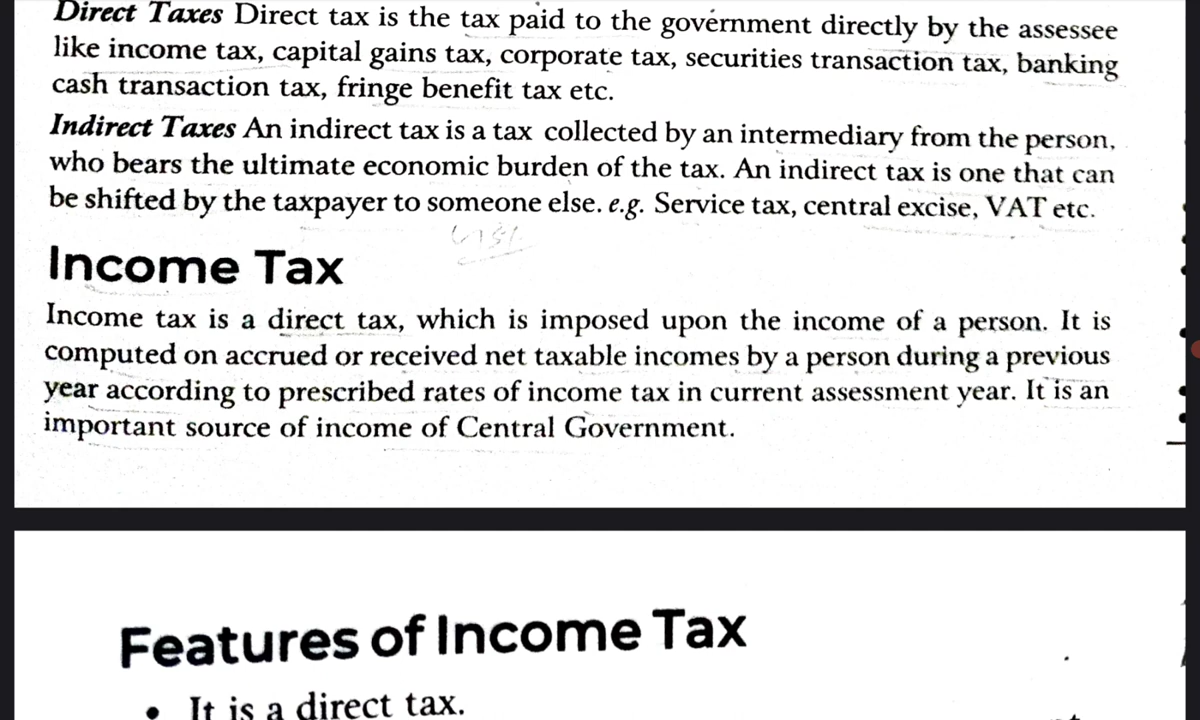 Direct Taxes Direct tax is the tax paid to the government directly by the assessee
like income tax, capital gains tax, corporate tax, securities transaction tax, banking
cash transaction tax, fringe benefit tax etc.
Indirect Taxes An indirect tax is a tax collected by an intermediary from the person,
who bears the ultimate economic burden of the tax. An indirect tax is one that can
be shifted by the taxpayer to someone else. e.g. Service tax, central excise, VAT etc.
Income Tax
Income tax is a direct tax, which is imposed upon the income of a person. It is
computed on accrued or received net taxable incomes by a person during a previous
year according to prescribed rates of income tax in current assessment year. It is an
important source of income of Central Government.
Features of Income Tax
• It is a direct tax.